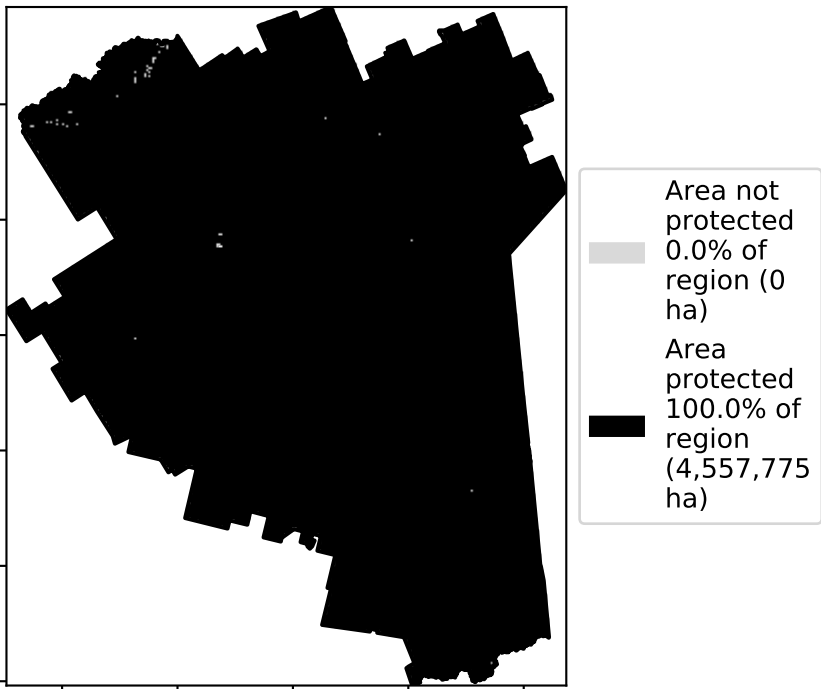 Area not
protected
0.0% of
region (0
ha)
Area
protected
100.0% of
region
(4,557,775
ha)